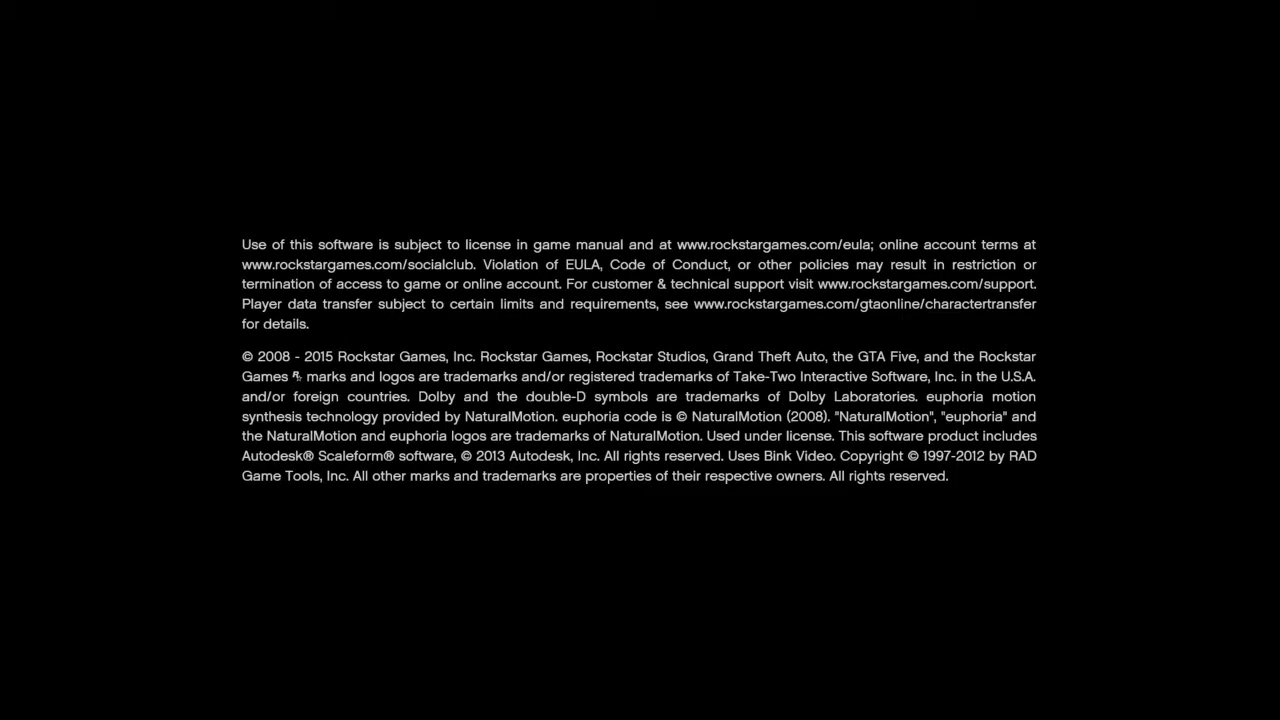 Use of this software is subject to license in game manual and at www.rockstargames.com/eula; online account terms at
www.rockstargames.com/socialclub. Violation of EULA, Code of Conduct, or other policies may result in restriction or
termination of access to game or online account. For customer & technical support visit www.rockstargames.com/support.
Player data transfer subject to certain limits and requirements, see www.rockstargames.com/gtaonline/charactertransfer
for details.
© 2008 - 2015 Rockstar Games, Inc. Rockstar Games, Rockstar Studios, Grand Theft Auto, the GTA Five, and the Rockstar
Games R* marks and logos are trademarks and/or registered trademarks of Take-Two Interactive Software, Inc. in the U.S.A.
and/or foreign countries. Dolby and the double-D symbols are trademarks of Dolby Laboratories. euphoria motion
synthesis technology provided by NaturalMotion. euphoria code is © NaturalMotion (2008). "NaturalMotion", "euphoria" and
the NaturalMotion and euphoria logos are trademarks of NaturalMotion. Used under license. This software product includes
Autodesk® Scaleform® software, © 2013 Autodesk, Inc. All rights reserved. Uses Bink Video. Copyright © 1997-2012 by RAD
Game Tools, Inc. All other marks and trademarks are properties of their respective owners. All rights reserved.